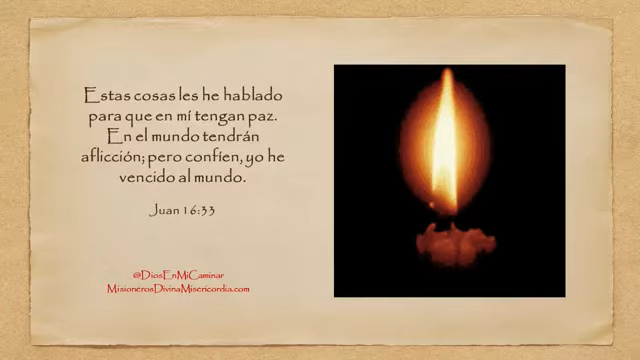 Estas cosas les he hablado
para que en mí tengan paz.
En el mundo tendrán
aflicción; pero confíen, yo he
vencido al mundo.
Juan 16:33
@DiosEnMiCaminar
MisionerosDivinaMisericordia.com